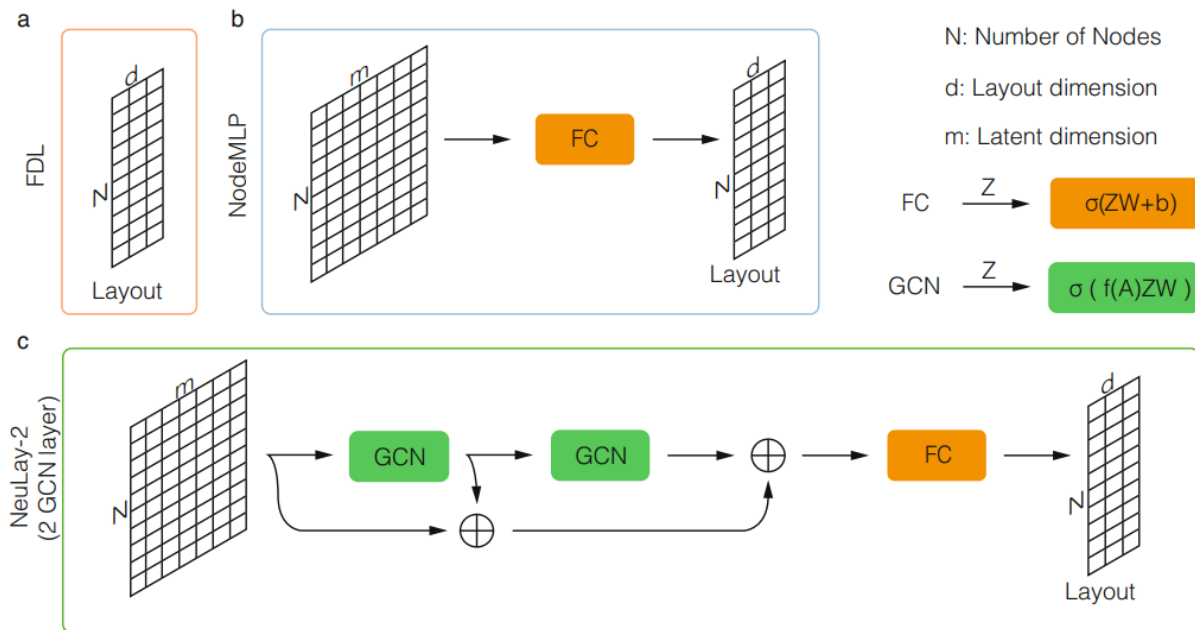 a
FDL
d
N
Layout
b
NodeMLP
m
N
FC
d
N
Layout
N: Number of Nodes
d: Layout dimension
m: Latent dimension
FC Z σ(ZW+b)
GCN Z σ ( f(A)ZW )
c
NeuLay-2
(2 GCN layer)
m
N
GCN
GCN
FC
d
N
Layout